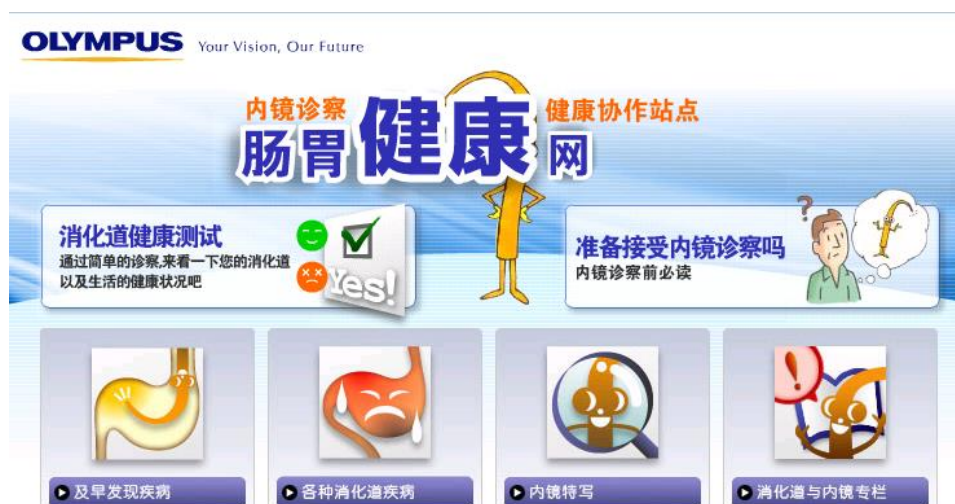 OLYMPUS Your Vision, Our Future
内镜诊察 健康协作站点
肠胃健康网
消化道健康测试
通过简单的诊察,来看一下您的消化道
以及生活的健康状况吧
Yes!
准备接受内镜诊察吗
内镜诊察前必读
?
!
及早发现疾病
各种消化道疾病
内镜特写
消化道与内镜专栏